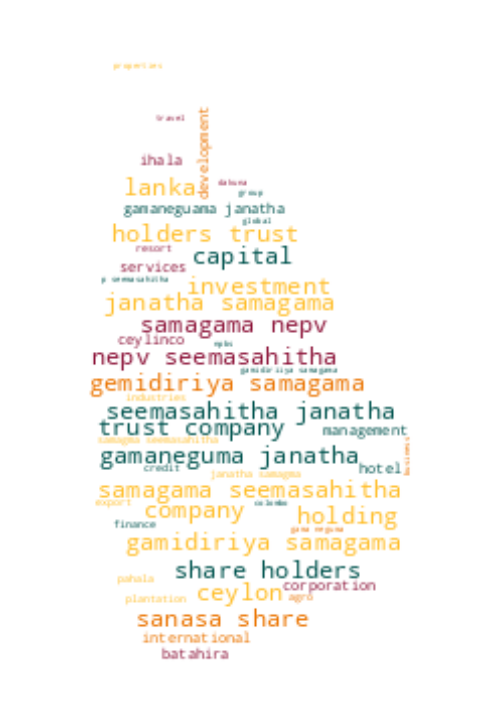 properties
travel
development
ihala
dakuna
lanka
group
gamaneguama janatha
global
holders trust
resort
capital
services
p seemasahitha
investment
janatha samagama
samagama nepv
ceylinco
npbs
nepv seemasahitha
gamidiriiya samagama
gemidiriya samagama
industries
seemasahitha janatha
trust company
management
samagma seemasahitha
business
gamaneguma janatha
credit
hotel
janatha samagma
samagama seemasahitha
export
colombo
company
holding
finance
gama neguma
gamidiriya samagama
share holders
pahala
corporation
ceylon
plantation
agro
sanasa share
international
batahira